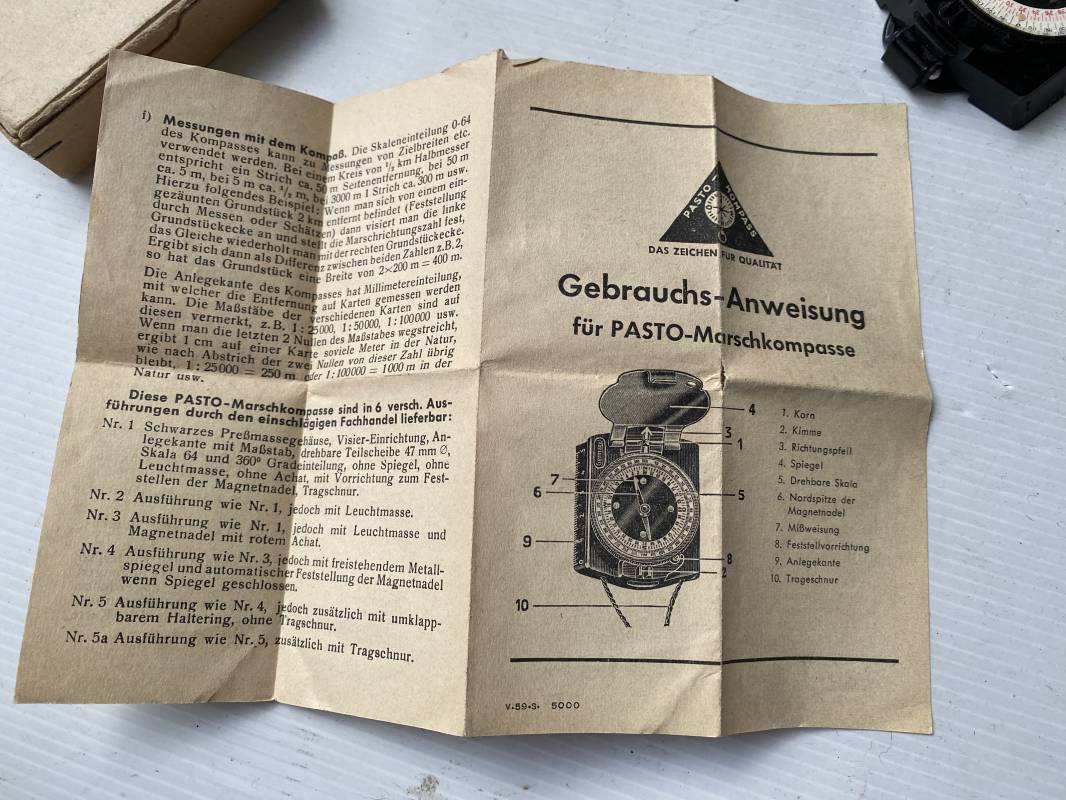 f) Messungen mit dem Kompaß. Die Skaleneinteilung 0-64
des Kompasses kann zu Messungen von Zielbreiten etc.
verwendet werden. Bei einem Kreis von ½ km Halbmesser
entspricht ein Strich ca. 50 m Seitenentfernung, bei 50 m
ca. 5 m, bei 5 m ca. ½ m, bei 3000 m 1 Strich ca. 300 m usw.
Hierzu folgendes Beispiel: Wenn man sich von einem ein-
gezäunten Grundstück 2 km entfernt befindet (Feststellung
durch Messen oder Schätzen) dann visiert man die linke
Grundstückecke an und stellt die Marschrichtungszahl fest,
das Gleiche wiederholt man mit der rechten Grundstückecke.
Ergibt sich dann als Differenz zwischen beiden Zahlen z.B. 2,
so hat das Grundstück eine Breite von 2×200 m = 400 m.
Die Anlegekante des Kompasses hat Millimetereinteilung,
mit welcher die Entfernung auf Karten gemessen werden
kann. Die Maßstäbe der verschiedenen Karten sind auf
diesen vermerkt, z.B. 1:25000, 1:50000, 1:100000 usw.
Wenn man die letzten 2 Nullen des Maßstabes wegstreicht,
ergibt 1 cm auf einer Karte soviele Meter in der Natur,
wie nach Abstrich der zwei Nullen von dieser Zahl übrig
bleibt, 1:25000 = 250 m oder 1:100000 = 1000 m in der
Natur usw.
Diese PASTO-Marschkompasse sind in 6 versch. Aus-
führungen durch den einschlägigen Fachhandel lieferbar:
Nr. 1 Schwarzes Preßmassegehäuse, Visier-Einrichtung, An-
legekante mit Maßstab, drehbare Teilscheibe 47 mm Ø,
Skala 64 und 360° Gradeinteilung, ohne Spiegel, ohne
Leuchtmasse, ohne Achat, mit Vorrichtung zum Fest-
stellen der Magnetnadel, Tragschnur.
Nr. 2 Ausführung wie Nr. 1, jedoch mit Leuchtmasse.
Nr. 3 Ausführung wie Nr. 1, jedoch mit Leuchtmasse und
Magnetnadel mit rotem Achat.
Nr. 4 Ausführung wie Nr. 3, jedoch mit freistehendem Metall-
spiegel und automatischer Feststellung der Magnetnadel
wenn Spiegel geschlossen.
Nr. 5 Ausführung wie Nr. 4, jedoch zusätzlich mit umklapp-
barem Haltering, ohne Tragschnur.
Nr. 5a Ausführung wie Nr. 5, zusätzlich mit Tragschnur.
PASTO KOMPASS
DAS ZEICHEN FÜR QUALITÄT
Gebrauchs-Anweisung
für PASTO-Marschkompasse
4
3
1
7
6
5
9
8
2
10
1. Korn
2. Kimme
3. Richtungspfeil
4. Spiegel
5. Drehbare Skala
6. Nordspitze der
Magnetnadel
7. Mißweisung
8. Feststellvorrichtung
9. Anlegekante
10. Trageschnur
V•59•S• 5000